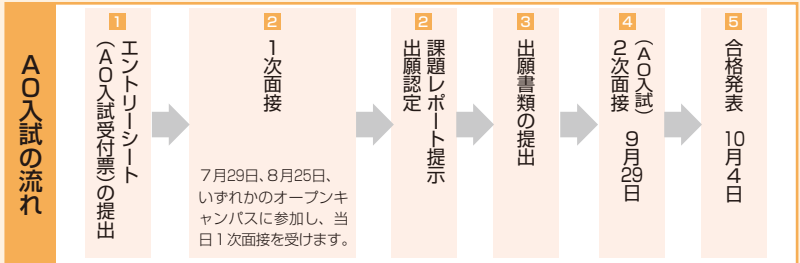 AO入試の流れ
1
エントリーシート
（AO入試受付票）の提出
2
1次面接
7月29日、8月25日、
いずれかのオープンキ
ャンパスに参加し、当
日1次面接を受けます。
2
課題レポート提示
出願認定
3
出願書類の提出
4
（AO入試）
2次面接　9月29日
5
合格発表　10月4日